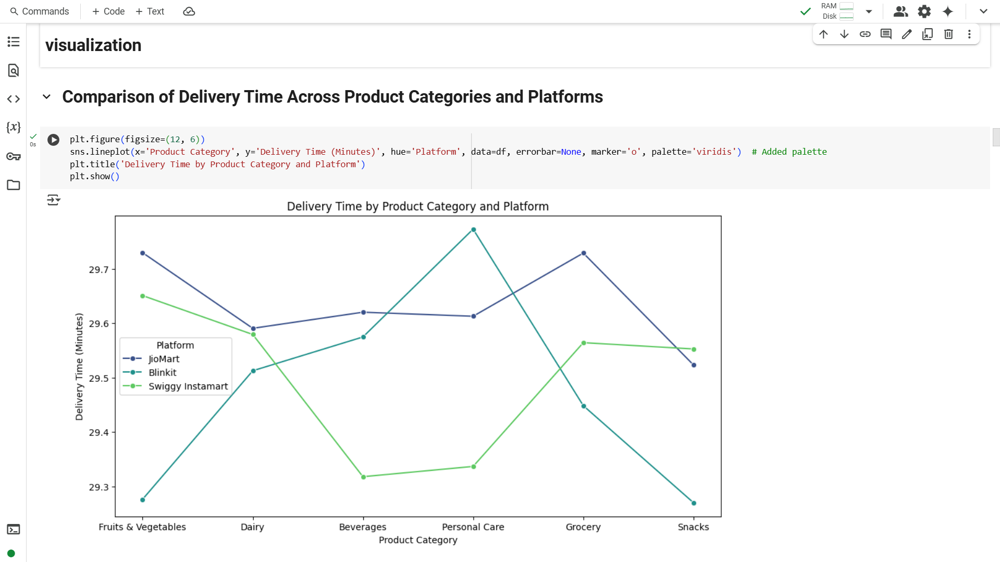 Commands + Code + Text
RAM
Disk
visualization
Comparison of Delivery Time Across Product Categories and Platforms
{x}
0s
plt.figure(figsize=(12, 6))
sns.lineplot(x='Product Category', y='Delivery Time (Minutes)', hue='Platform', data=df, errorbar=None, marker='o', palette='viridis')  # Added palette
plt.title('Delivery Time by Product Category and Platform')
plt.show()
Delivery Time by Product Category and Platform
29.7
29.6
29.5
29.4
29.3
Delivery Time (Minutes)
Platform
JioMart
Blinkit
Swiggy Instamart
Fruits & Vegetables Dairy Beverages Personal Care Grocery Snacks
Product Category